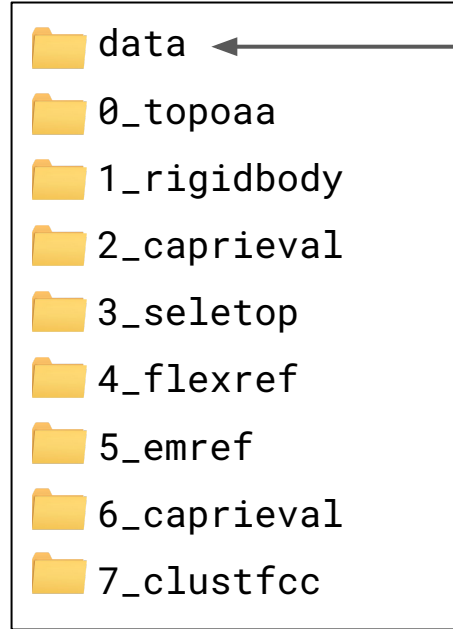 data
0_topoaa
1_rigidbody
2_caprieval
3_seletop
4_flexref
5_emref
6_caprieval
7_clustfcc